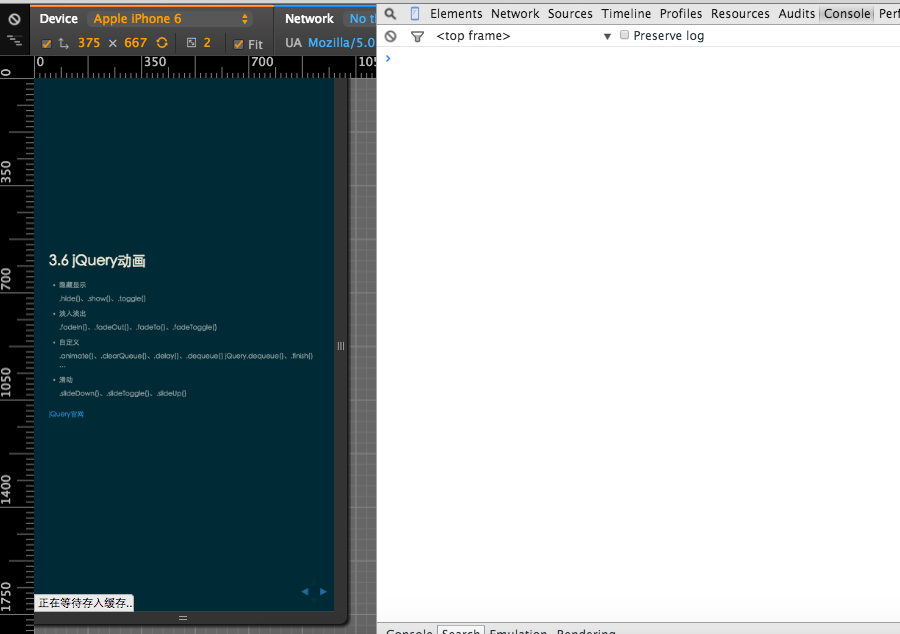 Device Apple iPhone 6 Network No t
375 × 667 2 Fit UA Mozilla/5.0
0 350 700 105
0
350
700
1050
1400
1750
3.6 jQuery动画
• 隐藏显示
.hide()、.show()、.toggle()
• 淡入淡出
.fadeIn()、.fadeOut()、.fadeTo()、.fadeToggle()
• 自定义
.animate()、.clearQueue()、.delay()、.dequeue() jQuery.dequeue()、.finish()
...
• 滑动
.slideDown()、.slideToggle()、.slideUp()
jQuery官网
正在等待存入缓存...
Elements Network Sources Timeline Profiles Resources Audits Console Perf
<top frame> Preserve log
Console Search Emulation Rendering